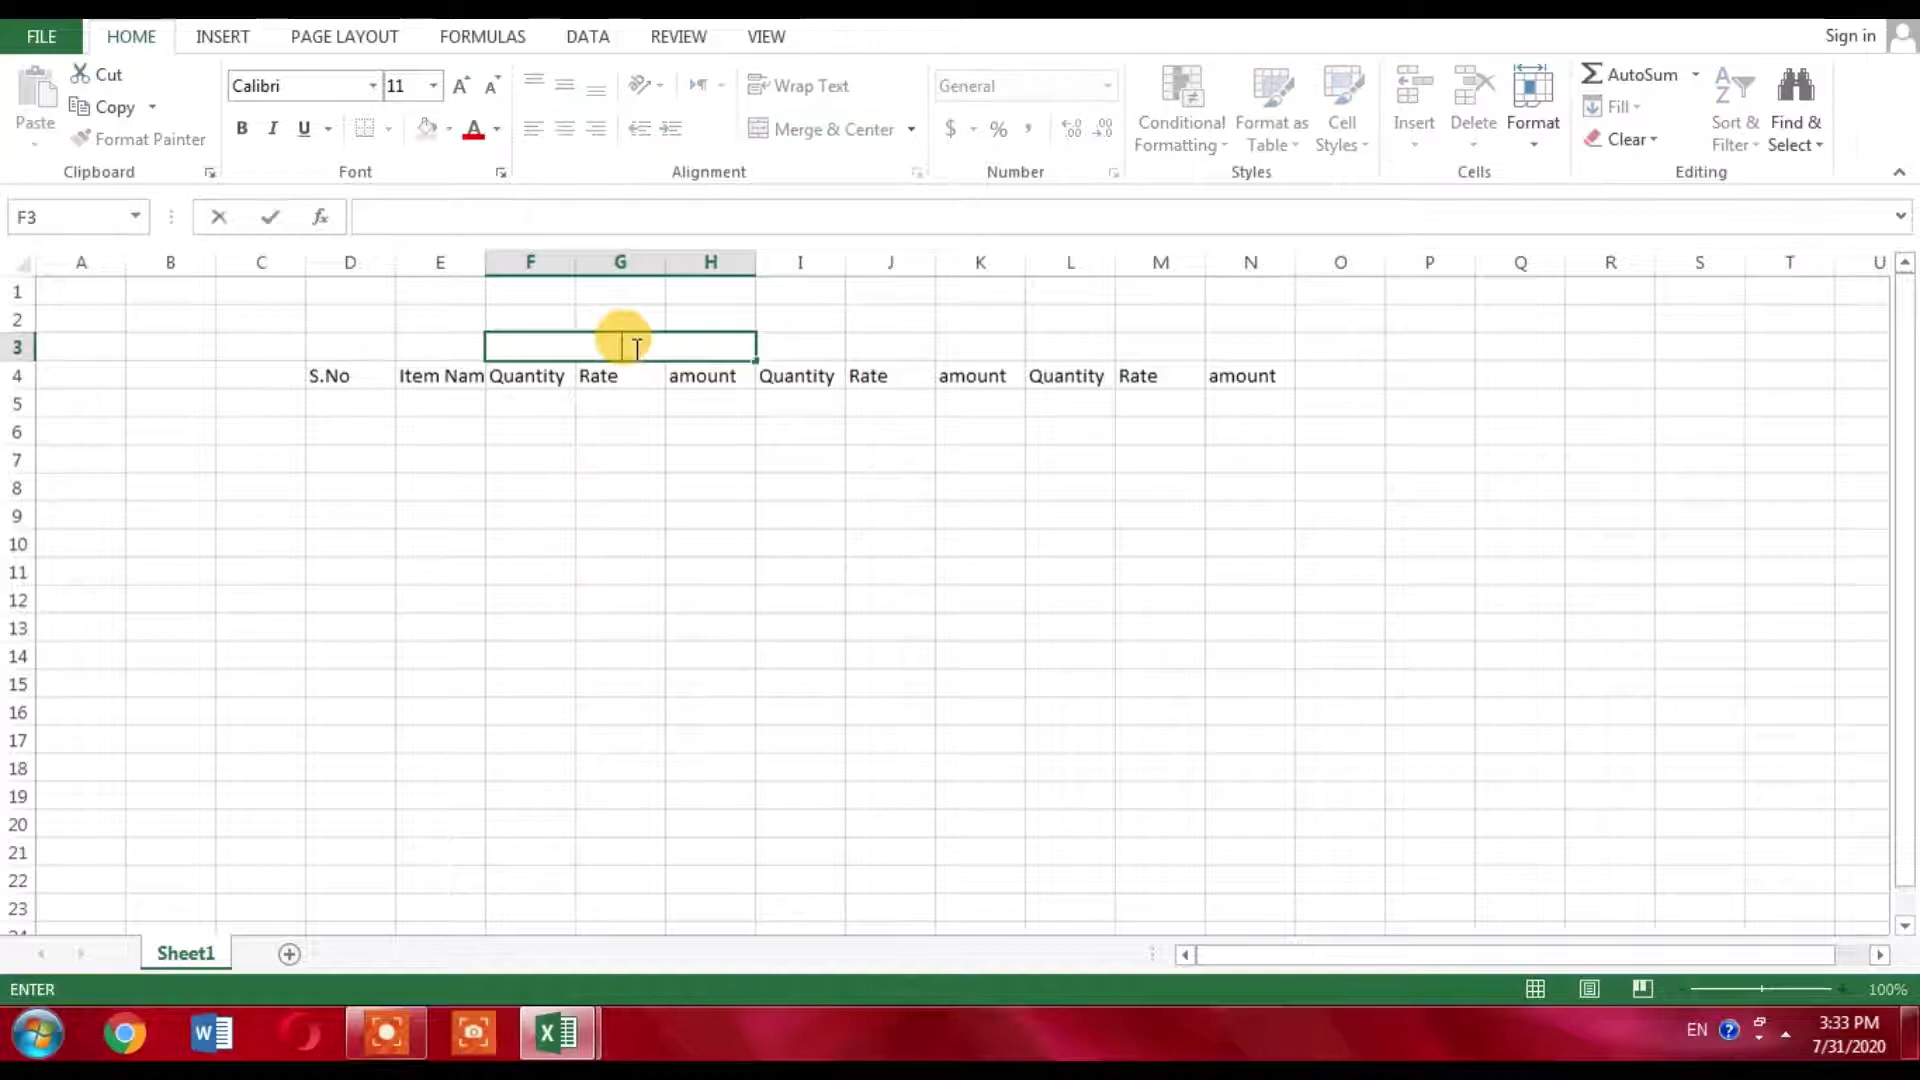 FILE HOME INSERT PAGE LAYOUT FORMULAS DATA REVIEW VIEW Sign in
Paste Cut Copy Format Painter Clipboard
Calibri 11 A A B I U A Font
Wrap Text Merge & Center Alignment
General $ % , .0 .00 .00 .0 Number
Conditional Formatting Format as Table Cell Styles Styles
Insert Delete Format Cells
AutoSum Fill Clear Sort & Filter Find & Select Editing
F3 fx
A B C D E F G H I J K L M N O P Q R S T U
1
2
3
4 S.No Item Nam Quantity Rate amount Quantity Rate amount Quantity Rate amount
5
6
7
8
9
10
11
12
13
14
15
16
17
18
19
20
21
22
23
Sheet1
ENTER 100%
EN 3:33 PM
7/31/2020